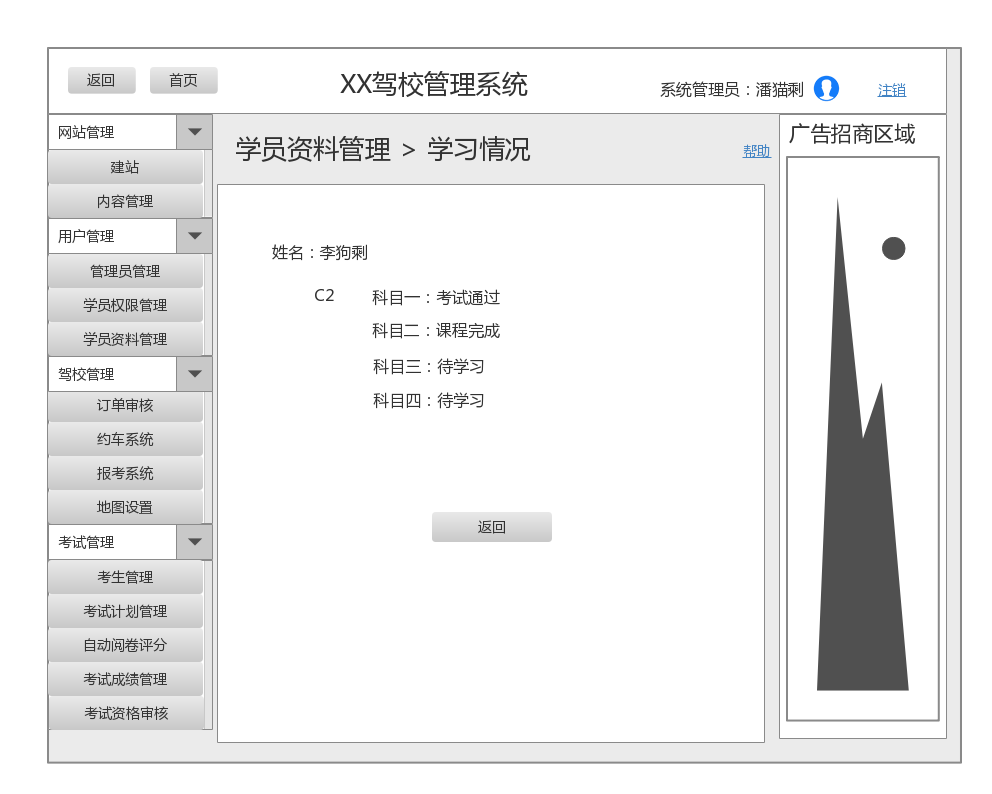 返回
首页
XX驾校管理系统
系统管理员：潘猫剩
注销
网站管理
建站
内容管理
用户管理
管理员管理
学员权限管理
学员资料管理
驾校管理
订单审核
约车系统
报考系统
地图设置
考试管理
考生管理
考试计划管理
自动阅卷评分
考试成绩管理
考试资格审核
学员资料管理 > 学习情况
帮助
姓名：李狗剩
C2 科目一：考试通过
科目二：课程完成
科目三：待学习
科目四：待学习
返回
广告招商区域